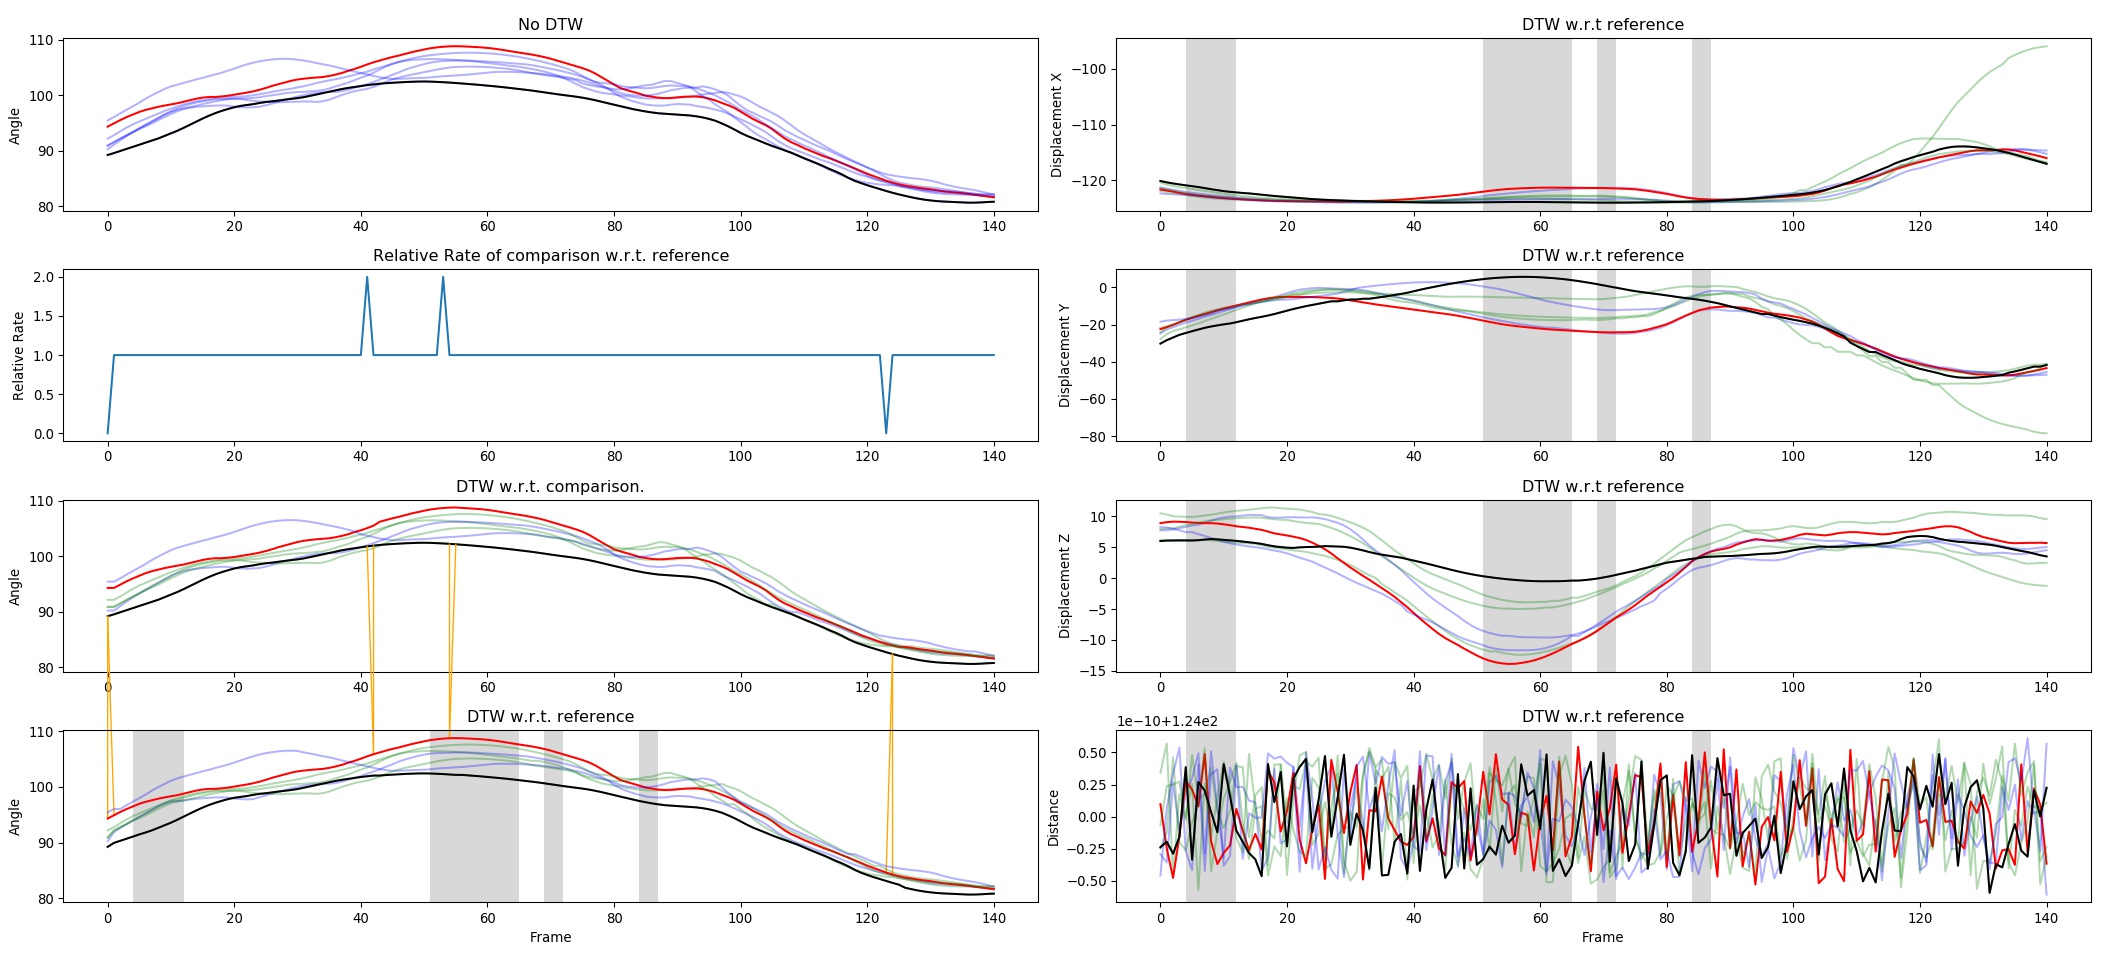 No DTW
110
100
90
80
Angle
0 20 40 60 80 100 120 140
Relative Rate of comparison w.r.t. reference
2.0
1.5
1.0
0.5
0.0
Relative Rate
0 20 40 60 80 100 120 140
DTW w.r.t. comparison.
110
100
90
80
Angle
0 20 40 60 80 100 120 140
DTW w.r.t. reference
110
100
90
80
Angle
0 20 40 60 80 100 120 140
Frame
DTW w.r.t reference
−100
−110
−120
Displacement X
0 20 40 60 80 100 120 140
DTW w.r.t reference
0
−20
−40
−60
−80
Displacement Y
0 20 40 60 80 100 120 140
DTW w.r.t reference
10
5
0
−5
−10
−15
Displacement Z
0 20 40 60 80 100 120 140
DTW w.r.t reference
1e−10+1.24e2
0.50
0.25
0.00
−0.25
−0.50
Distance
0 20 40 60 80 100 120 140
Frame